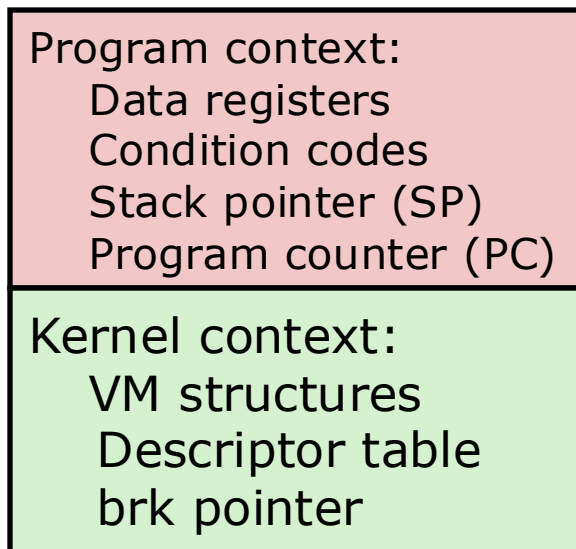 Program context:
Data registers
Condition codes
Stack pointer (SP)
Program counter (PC)
Kernel context:
VM structures
Descriptor table
brk pointer